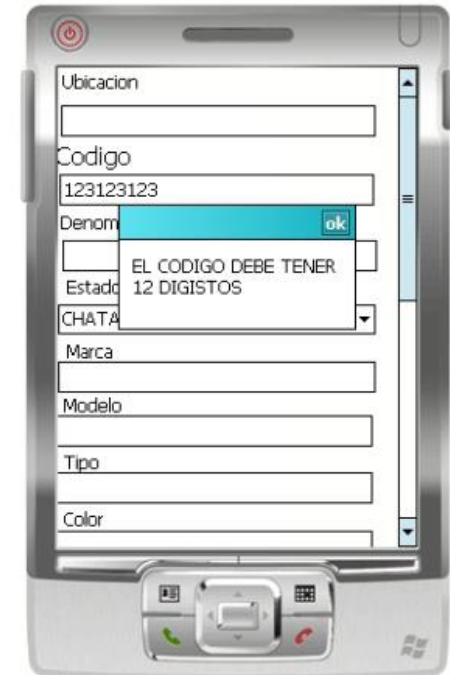 Ubicacion
Codigo
123123123
Denom
ok
EL CODIGO DEBE TENER
12 DIGISTOS
Estado
CHATA
Marca
Modelo
Tipo
Color